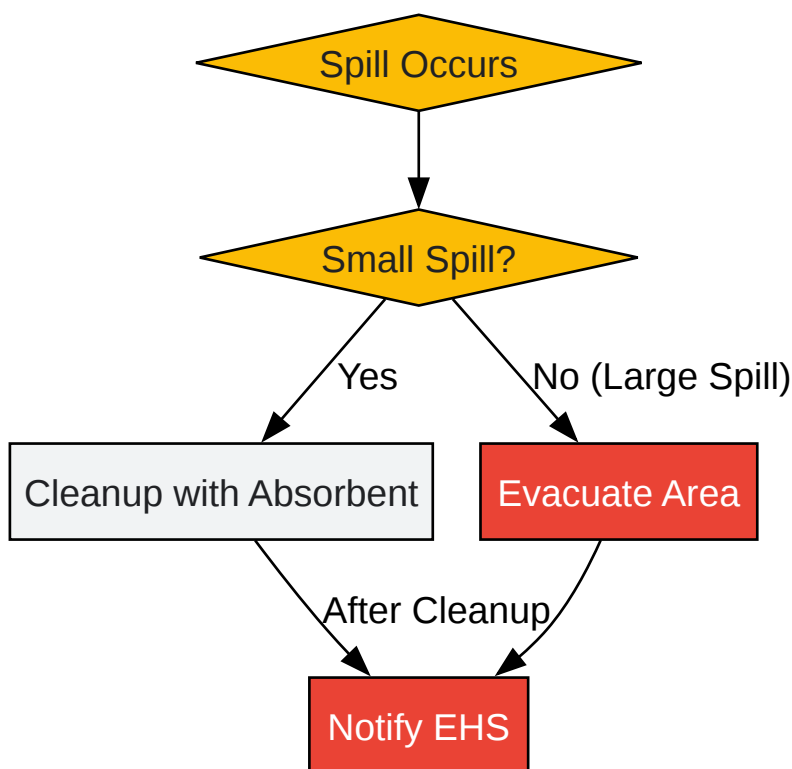 Spill Occurs
Small Spill?
Yes
No (Large Spill)
Cleanup with Absorbent
Evacuate Area
After Cleanup
Notify EHS